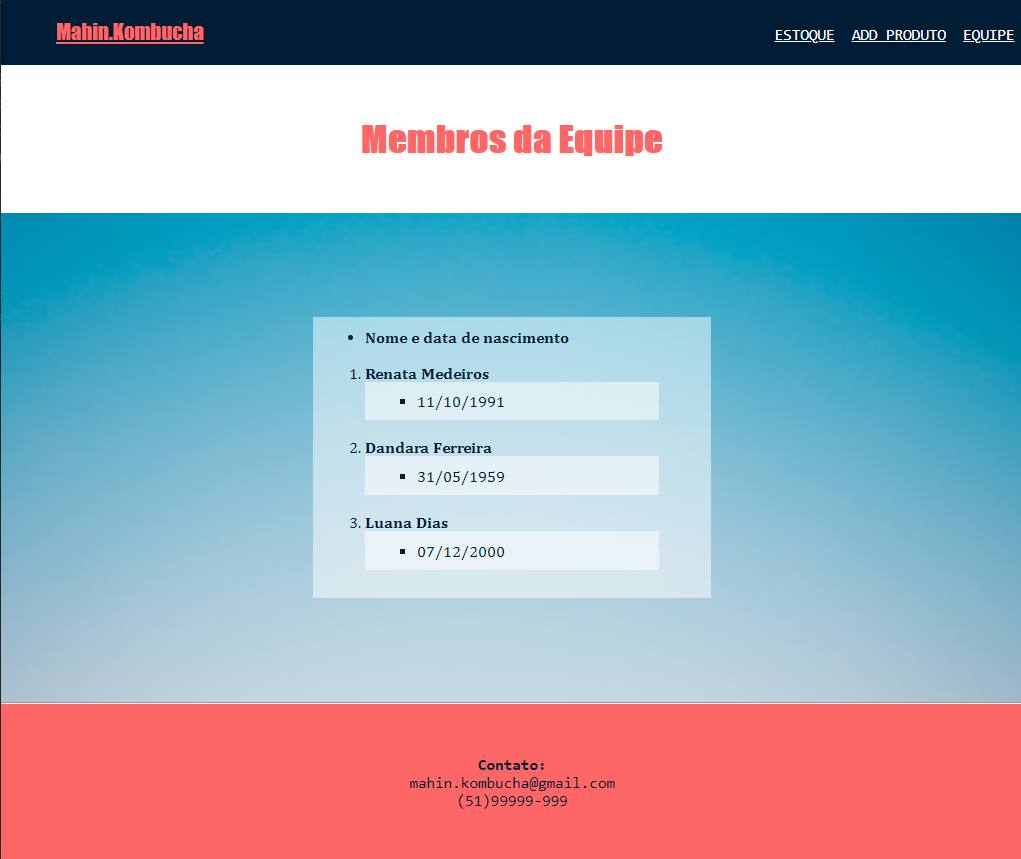 Mahin.Kombucha
ESTOQUE ADD PRODUTO EQUIPE
Membros da Equipe
Nome e data de nascimento
1. Renata Medeiros
11/10/1991
2. Dandara Ferreira
31/05/1959
3. Luana Dias
07/12/2000
Contato:
mahin.kombucha@gmail.com
(51)99999-999